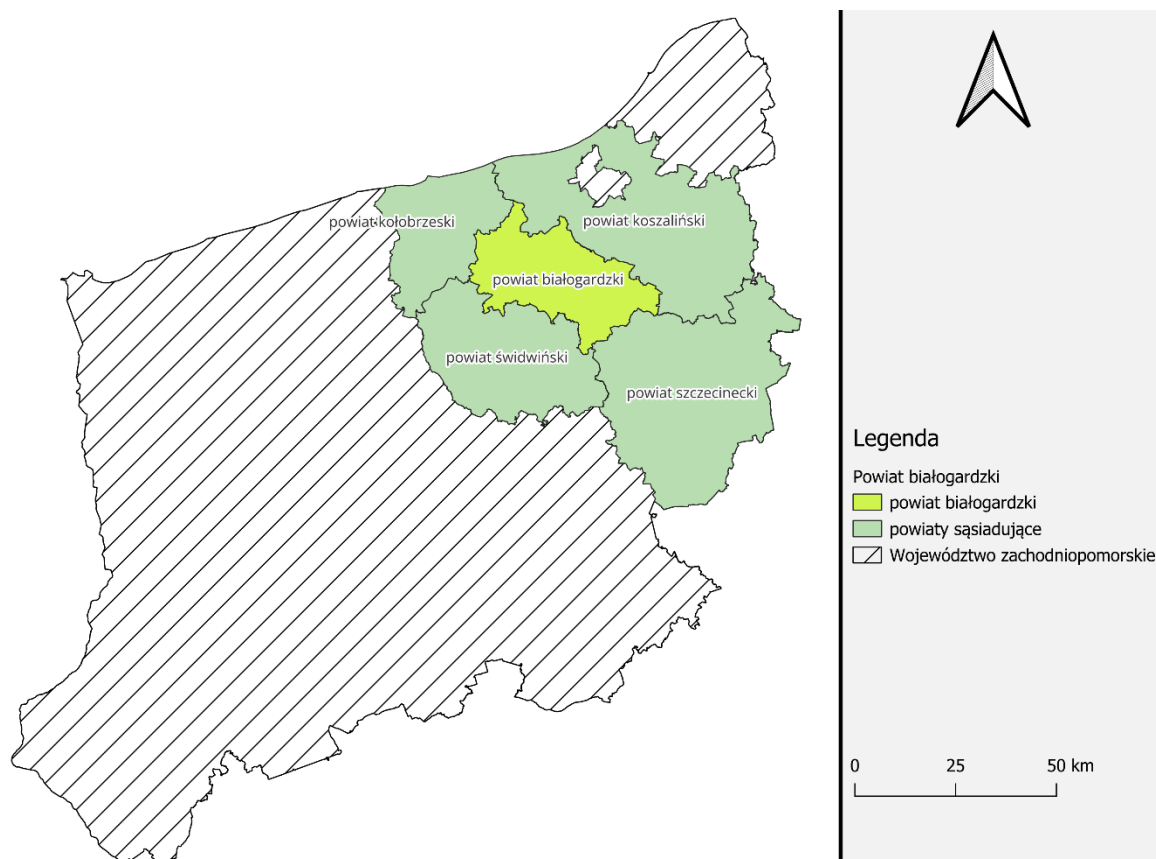 powiat kołobrzeski
powiat koszaliński
powiat białogardzki
powiat świdwiński
powiat szczecinecki
Legenda
Powiat białogardzki
powiat białogardzki
powiaty sąsiadujące
Województwo zachodniopomorskie
0 25 50 km